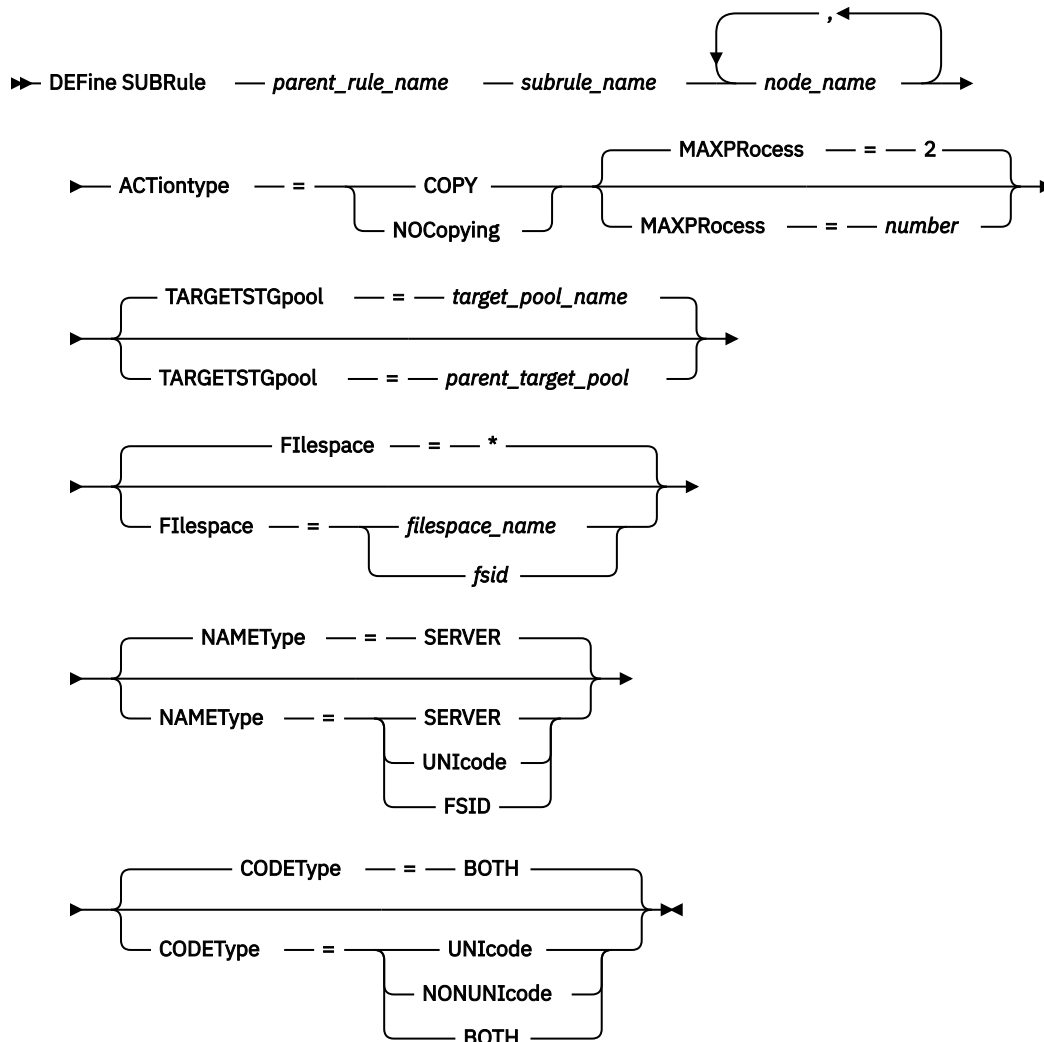 ,
DEFine SUBRule parent_rule_name subrule_name node_name
MAXPRocess = 2
ACTiontype = COPY
NOCopying MAXPRocess = number
TARGETSTGpool = target_pool_name
TARGETSTGpool = parent_target_pool
FIlespace = *
FIlespace = filespace_name
fsid
NAMEType = SERVER
NAMEType = SERVER
UNIcode
FSID
CODEType = BOTH
CODEType = UNIcode
NONUNIcode
BOTH